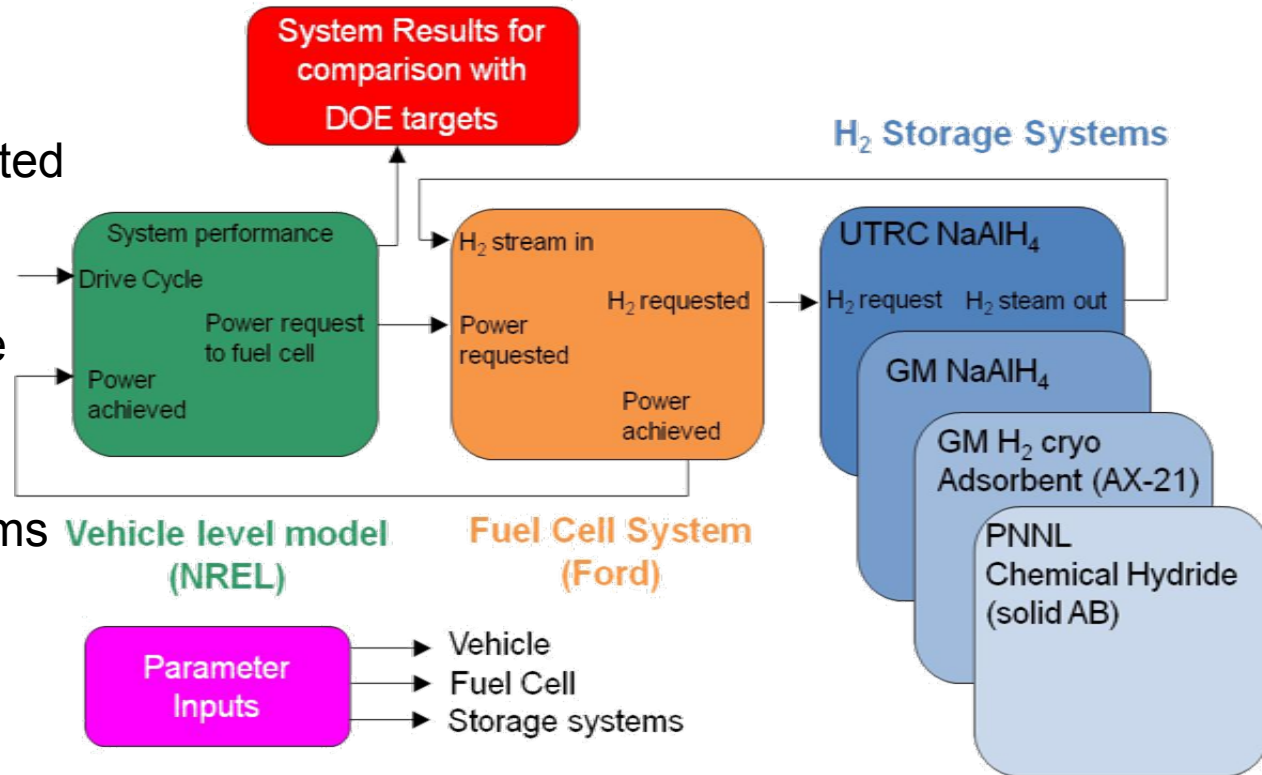 System Results for
comparison with
DOE targets
H₂ Storage Systems
ted
System performance
Drive Cycle
Power request
to fuel cell
Power
achieved
H₂ stream in
H₂ requested
Power
requested
Power
achieved
UTRC NaAlH₄
H₂ request H₂ steam out
GM NaAlH₄
GM H₂ cryo
Adsorbent (AX-21)
PNNL
Chemical Hydride
(solid AB)
e
ms
Vehicle level model
(NREL)
Fuel Cell System
(Ford)
Parameter
Inputs
Vehicle
Fuel Cell
Storage systems